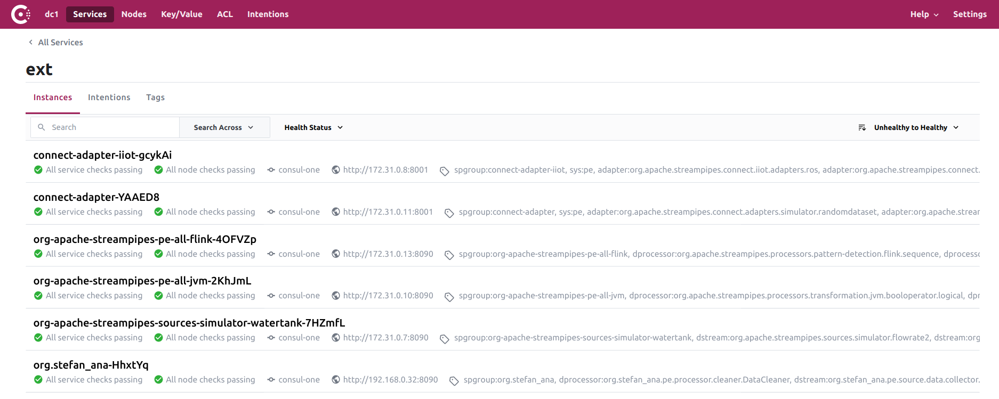 dc1 Services Nodes Key/Value ACL Intentions Help Settings
All Services
ext
Instances Intentions Tags
Search Search Across Health Status Unhealthy to Healthy
connect-adapter-iiot-gcykAi
All service checks passing All node checks passing consul-one http://172.31.0.8:8001 spgroup:connect-adapter-iiot, sys:pe, adapter:org.apache.streampipes.connect.iiot.adapters.ros, adapter:org.apache.streampipes.connect.
connect-adapter-YAAED8
All service checks passing All node checks passing consul-one http://172.31.0.11:8001 spgroup:connect-adapter, sys:pe, adapter:org.apache.streampipes.connect.adapters.simulator.randomdataset, adapter:org.apache.strear
org-apache-streampipes-pe-all-flink-4OFVZp
All service checks passing All node checks passing consul-one http://172.31.0.13:8090 spgroup:org-apache-streampipes-pe-all-flink, dprocessor:org.apache.streampipes.processors.pattern-detection.flink.sequence, dprocessc
org-apache-streampipes-pe-all-jvm-2KhJmL
All service checks passing All node checks passing consul-one http://172.31.0.10:8090 spgroup:org-apache-streampipes-pe-all-jvm, dprocessor:org.apache.streampipes.processors.transformation.jvm.booloperator.logical, dpr
org-apache-streampipes-sources-simulator-watertank-7HZmfL
All service checks passing All node checks passing consul-one http://172.31.0.7:8090 spgroup:org-apache-streampipes-sources-simulator-watertank, dstream:org.apache.streampipes.sources.simulator.flowrate2, dstream:org
org.stefan_ana-HhxtYq
All service checks passing All node checks passing consul-one http://192.168.0.32:8090 spgroup:org.stefan_ana, dprocessor:org.stefan_ana.pe.processor.cleaner.DataCleaner, dstream:org.stefan_ana.pe.source.data.collector.